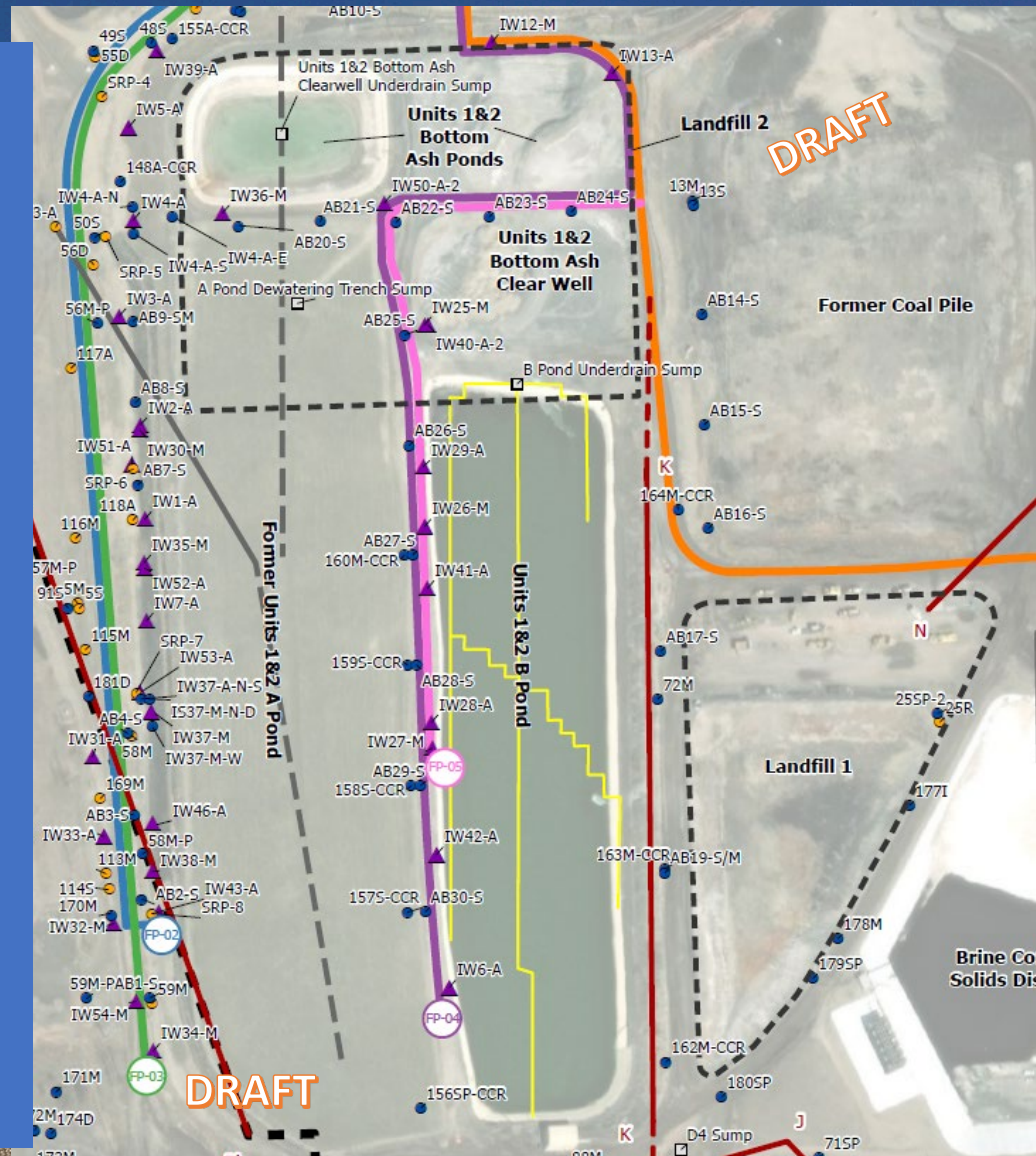 AB10-S
49S
48S
155A-CCR
55D
IW39-A
SRP-4
IW5-A
IW12-M
IW13-A
Units 1&2 Bottom Ash
Clearwell Underdrain Sump
Units 1&2
Bottom
Ash Ponds
Landfill 2
DRAFT
148A-CCR
IW4-A-N
IW4-A
IW36-M
IW50-A-2
13M
13S
3-A
50S
AB21-S
AB22-S
AB23-S
AB24-S
56D
SRP-5
IW4-A-S
IW4-A-E
AB20-S
Units 1&2
Bottom Ash
Clear Well
A Pond Dewatering Trench Sump
56M-P
IW3-A
AB9-SM
AB25-S
IW25-M
IW40-A-2
AB14-S
Former Coal Pile
117A
B Pond Underdrain Sump
AB8-S
IW2-A
AB26-S
AB15-S
IW51-A
IW30-M
IW29-A
AB7-S
SRP-6
K
118A
IW1-A
IW26-M
164M-CCR
AB16-S
116M
IW35-M
AB27-S
160M-CCR
57M-P
IW52-A
IW41-A
91S
5M
5S
IW7-A
Former Units 1&2 A Pond
Units 1&2 B Pond
N
115M
SRP-7
IW53-A
159S-CCR
AB17-S
181D
IW37-A-N-S
AB28-S
72M
IS37-M-N-D
IW28-A
25SP-2
25R
AB4-S
IW37-M
IW31-A
58M
IW37-M-W
IW27-M
FP-05
AB29-S
Landfill 1
169M
158S-CCR
177I
AB3-S
IW46-A
IW33-A
58M-P
IW42-A
113M
IW38-M
163M-CCR
AB19-S/M
114S
AB2-S
IW43-A
157S-CCR
AB30-S
170M
SRP-8
IW32-M
FP-02
178M
Brine Co
Solids Dis
179SP
59M-P
AB1-S
59M
IW6-A
IW54-M
FP-04
IW34-M
FP-03
162M-CCR
DRAFT
171M
156SP-CCR
180SP
72M
174D
K
D4 Sump
J
71SP